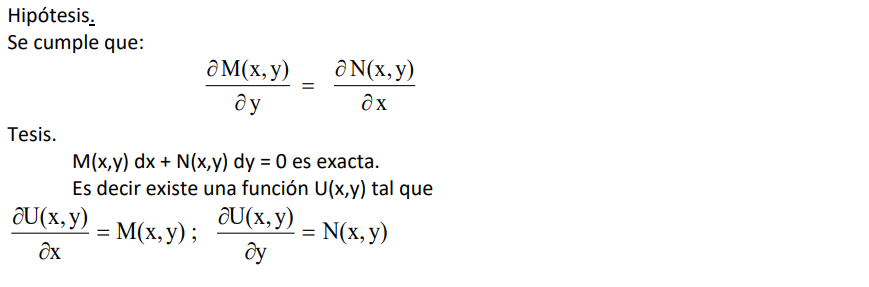 Hipótesis.
Se cumple que:
∂M(x,y)/∂y = ∂N(x,y)/∂x
Tesis.
M(x,y) dx + N(x,y) dy = 0 es exacta.
Es decir existe una función U(x,y) tal que
∂U(x,y)/∂x = M(x,y) ; ∂U(x,y)/∂y = N(x,y)